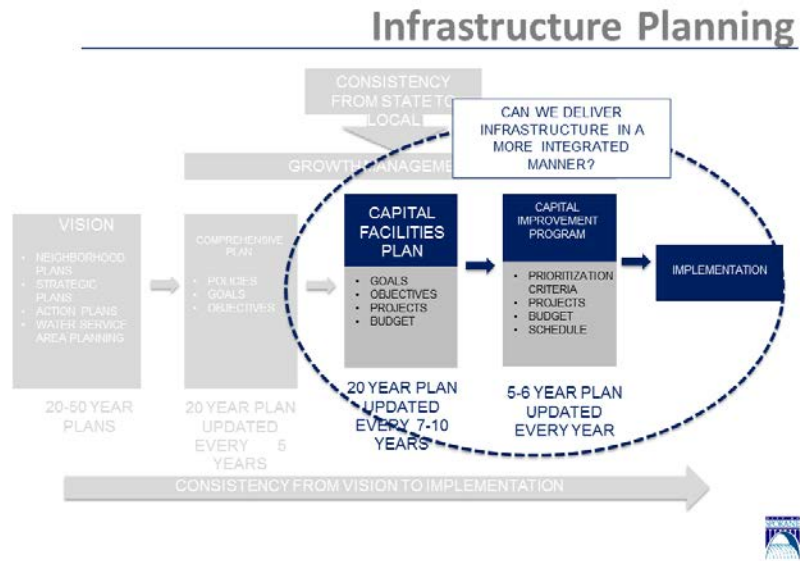 Infrastructure Planning
CONSISTENCY
FROM STATE TO
LOCAL
CAN WE DELIVER
INFRASTRUCTURE IN A
MORE INTEGRATED
MANNER?
VISION
• NEIGHBORHOOD
PLANS
• STRATEGIC
PLANS
• ACTION PLANS
• WATER SERVICE
AREA PLANNING
20-50 YEAR
PLANS
COMPREHENSIVE
PLAN
• POLICIES
• GOALS
• OBJECTIVES
20 YEAR PLAN
UPDATED
EVERY 5
YEARS
CAPITAL
FACILITIES
PLAN
• GOALS
• OBJECTIVES
• PROJECTS
• BUDGET
20 YEAR PLAN
UPDATED
EVERY 7-10
YEARS
CAPITAL
IMPROVEMENT
PROGRAM
• PRIORITIZATION
CRITERIA
• PROJECTS
• BUDGET
• SCHEDULE
5-6 YEAR PLAN
UPDATED
EVERY YEAR
IMPLEMENTATION
CONSISTENCY FROM VISION TO IMPLEMENTATION
SPOKANE